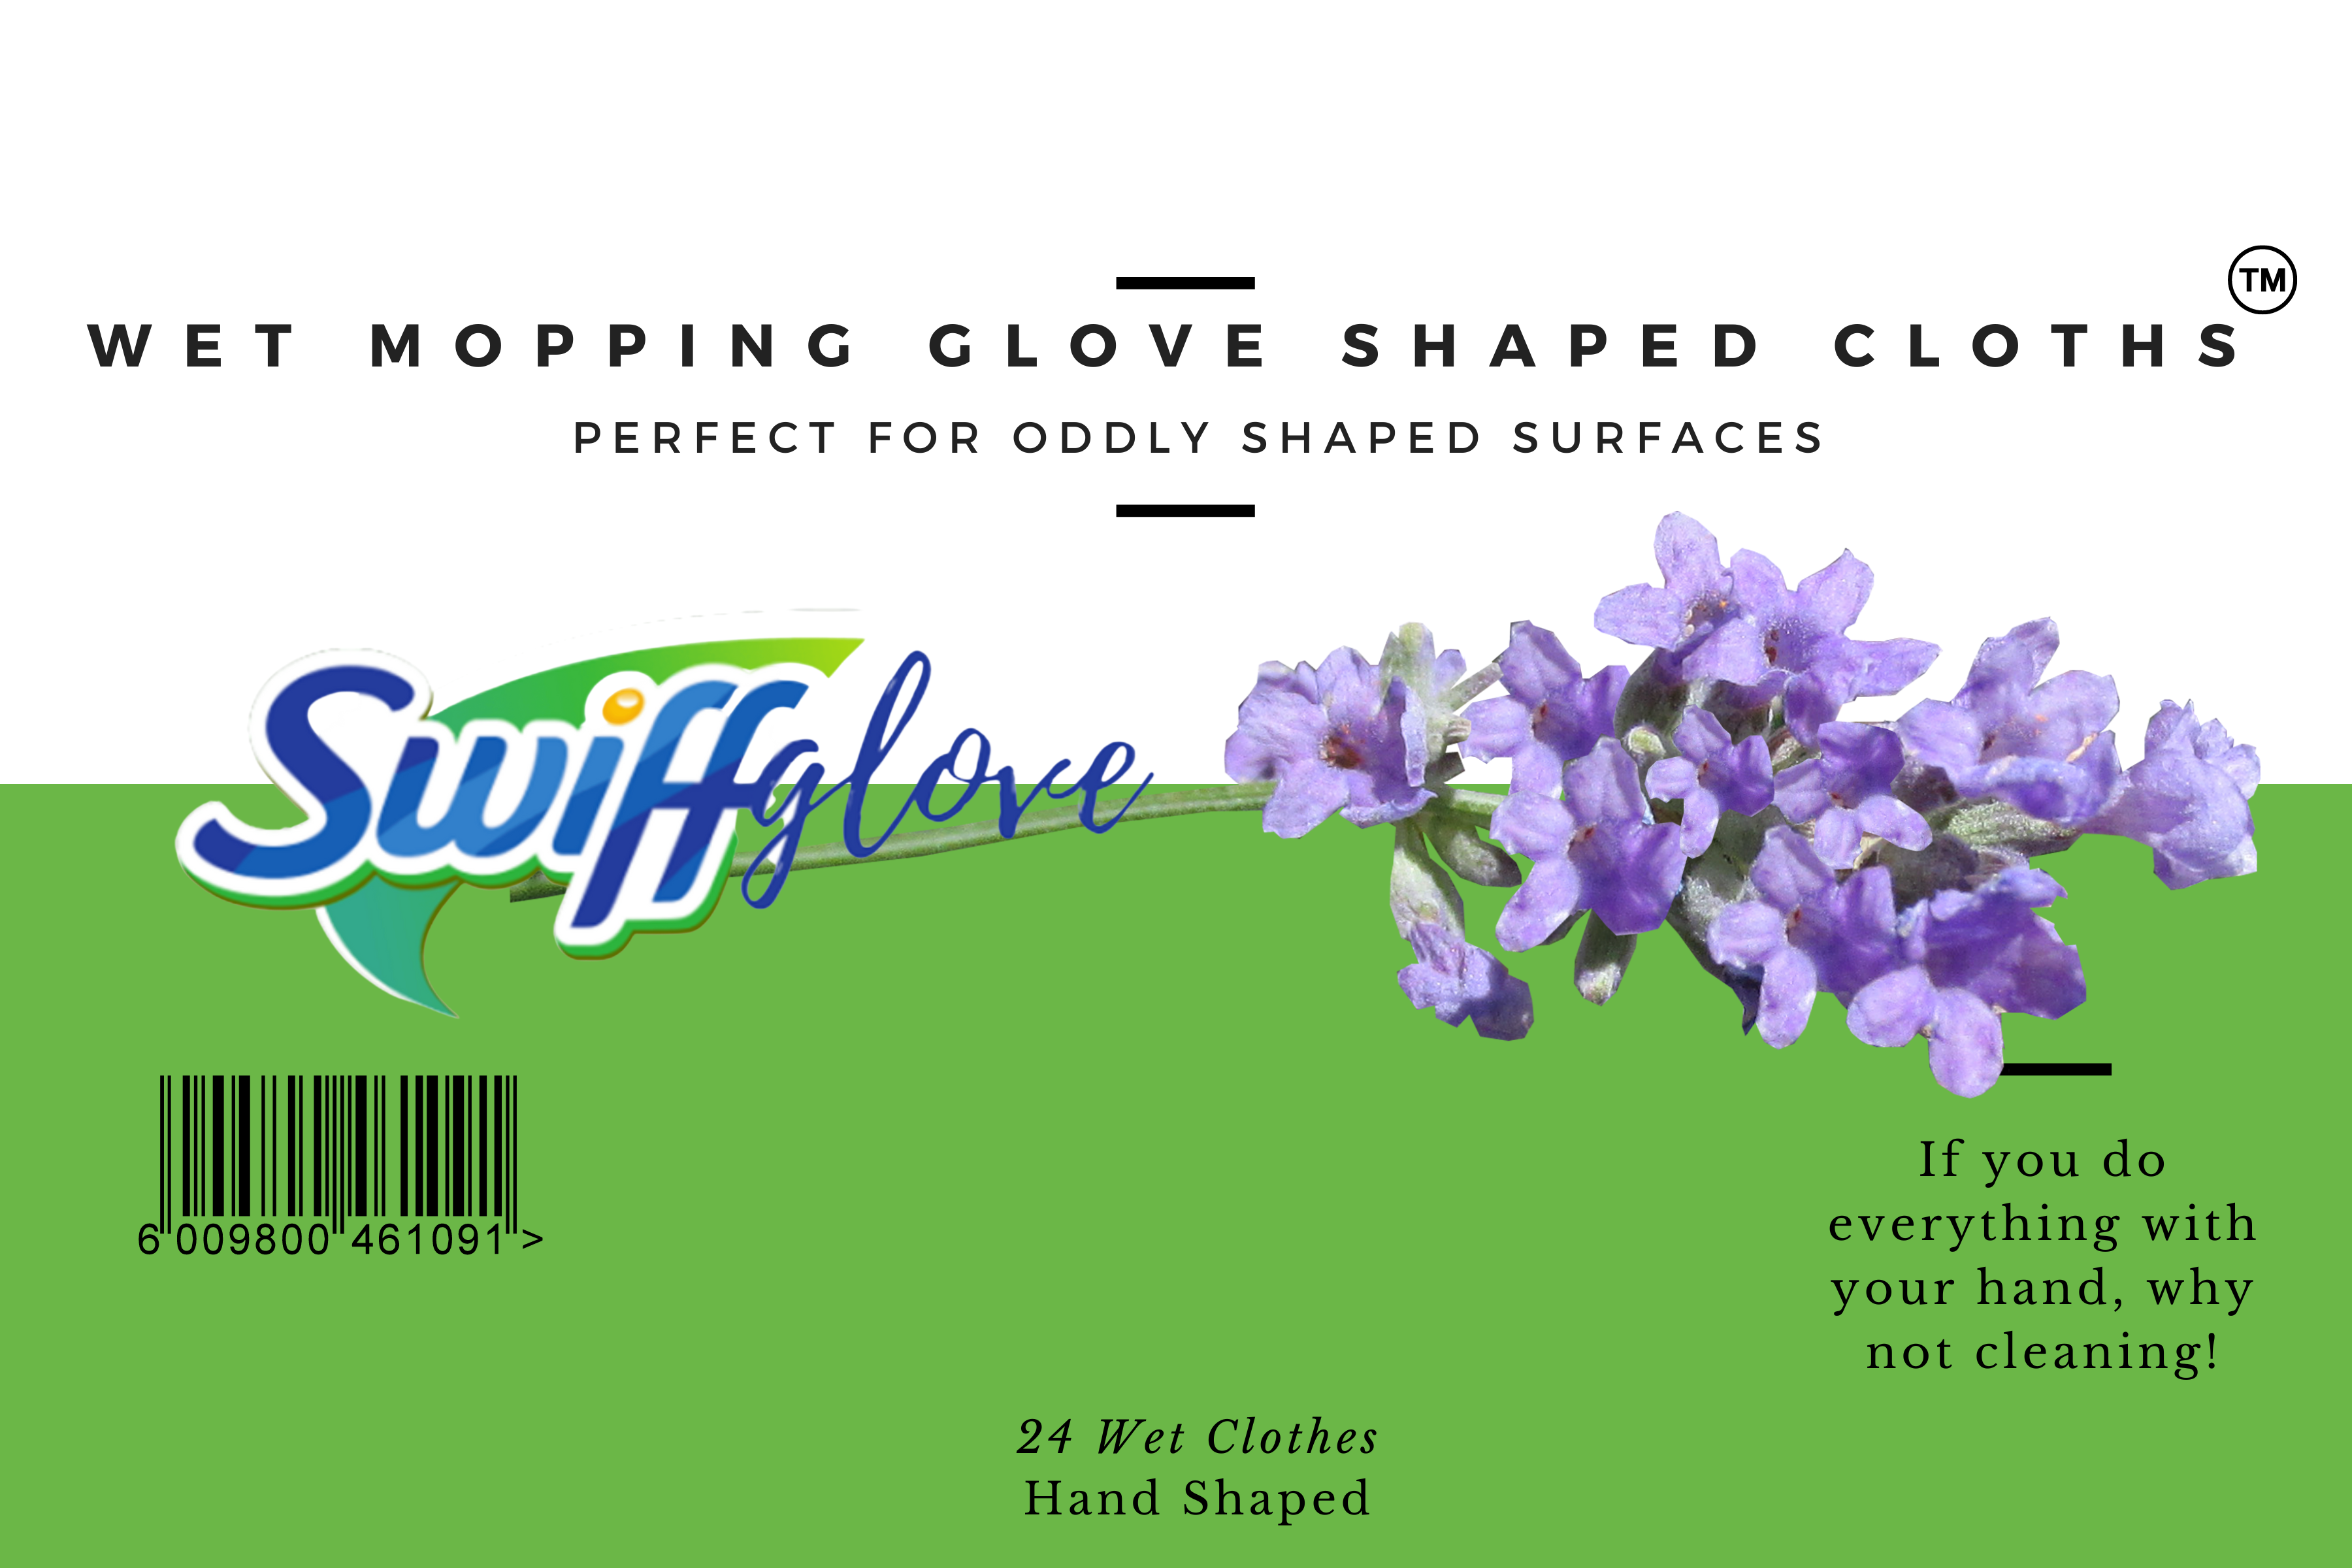 TM
WET MOPPING GLOVE SHAPED CLOTHS
PERFECT FOR ODDLY SHAPED SURFACES
Swiffglove
6 009800 461091 >
If you do
everything with
your hand, why
not cleaning!
24 Wet Clothes
Hand Shaped